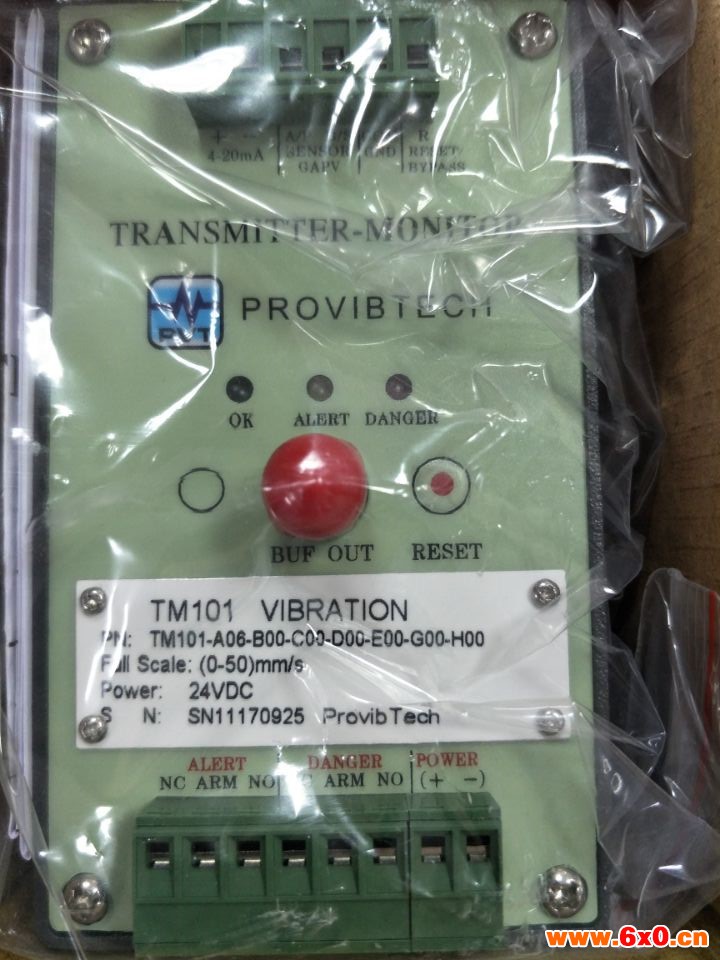 + -
4-20mA
SENSOR
GAPV
GND
R
RESET/
BYPASS
TRANSMITTER-MONITOR
PVT
PROVIBTECH
OK ALERT DANGER
BUF OUT RESET
TM101 VIBRATION
PN: TM101-A06-B00-C00-D00-E00-G00-H00
Full Scale: (0-50)mm/s
Power: 24VDC
S N: SN11170925 ProvibTech
ALERT DANGER POWER
NC ARM NO ARM NO (+ -)
www.6x0.cn